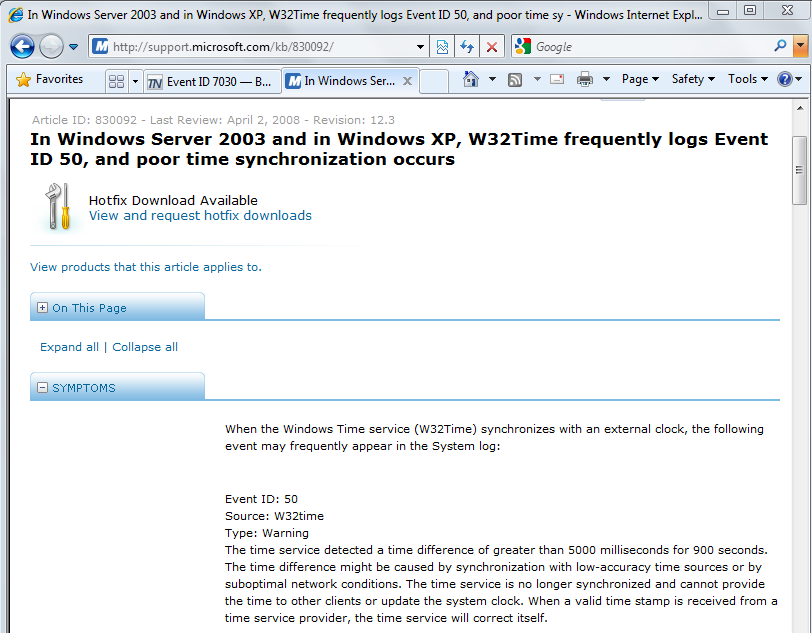 In Windows Server 2003 and in Windows XP, W32Time frequently logs Event ID 50, and poor time sy - Windows Internet Expl...
http://support.microsoft.com/kb/830092/
Google
Favorites
TN Event ID 7030 — B...
In Windows Ser...
Page
Safety
Tools
Article ID: 830092 - Last Review: April 2, 2008 - Revision: 12.3
In Windows Server 2003 and in Windows XP, W32Time frequently logs Event
ID 50, and poor time synchronization occurs
Hotfix Download Available
View and request hotfix downloads
View products that this article applies to.
On This Page
Expand all | Collapse all
SYMPTOMS
When the Windows Time service (W32Time) synchronizes with an external clock, the following
event may frequently appear in the System log:
Event ID: 50
Source: W32time
Type: Warning
The time service detected a time difference of greater than 5000 milliseconds for 900 seconds.
The time difference might be caused by synchronization with low-accuracy time sources or by
suboptimal network conditions. The time service is no longer synchronized and cannot provide
the time to other clients or update the system clock. When a valid time stamp is received from a
time service provider, the time service will correct itself.